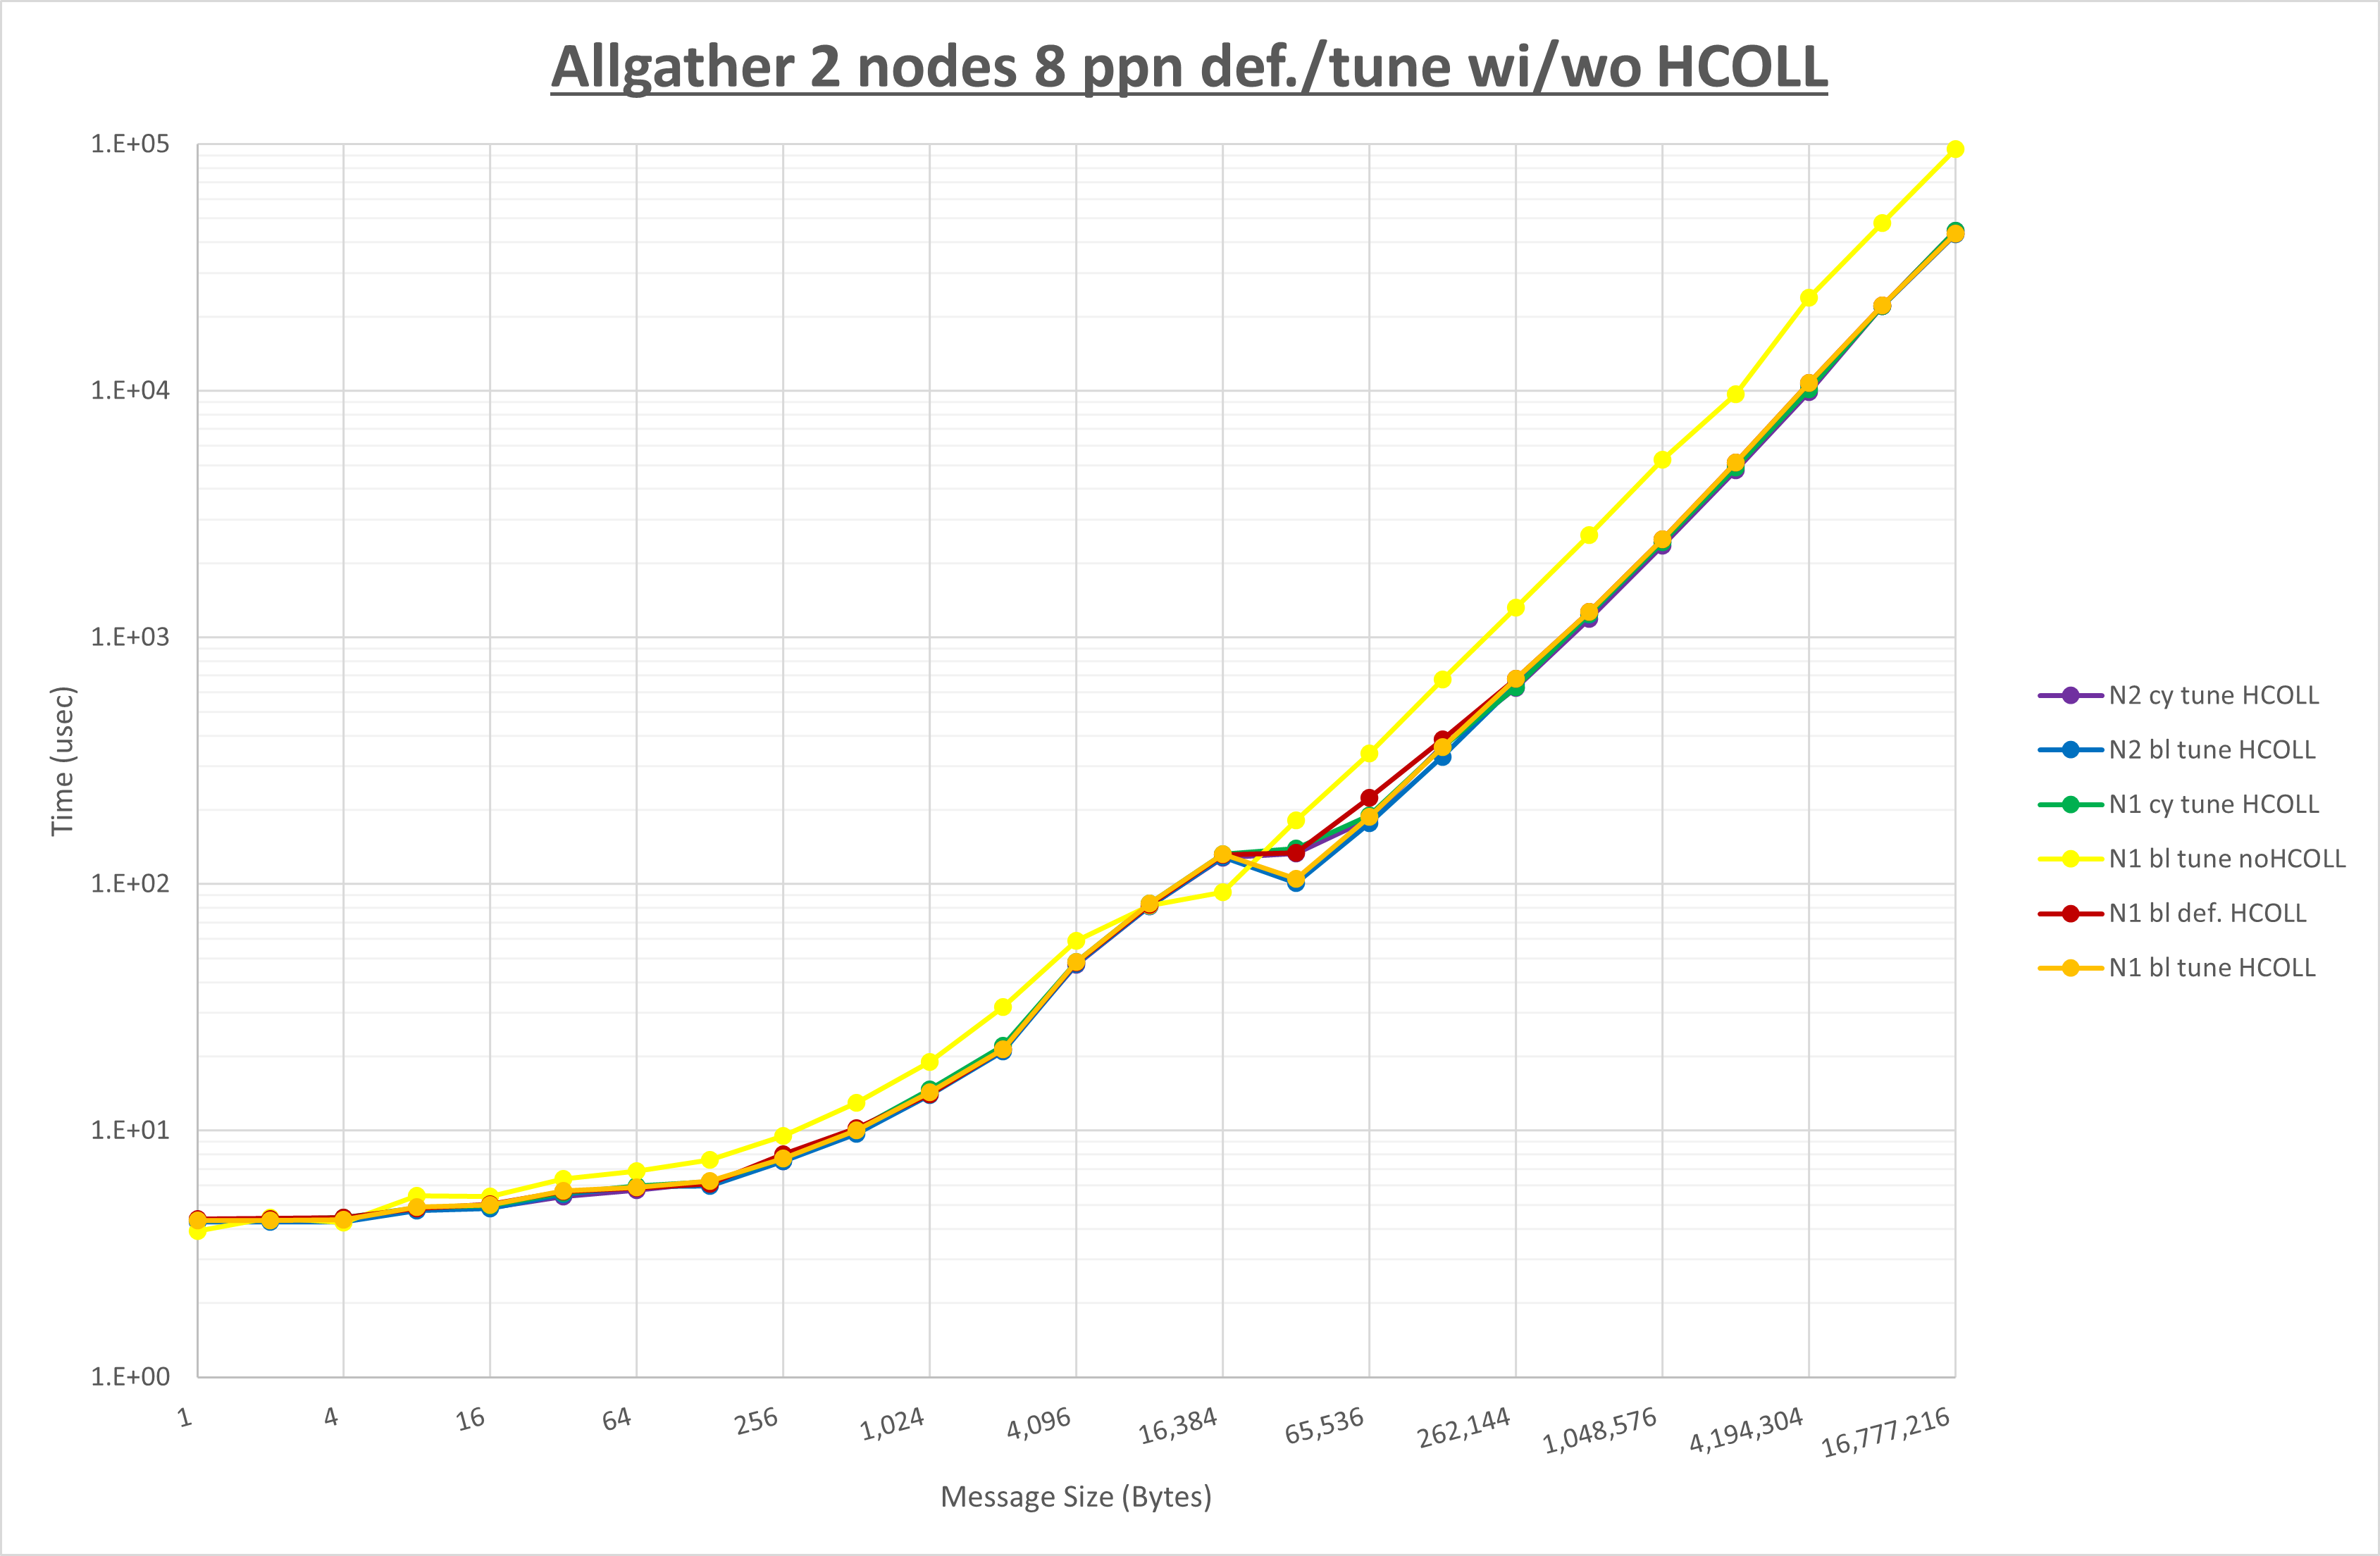 Allgather 2 nodes 8 ppn def./tune wi/wo HCOLL
1.E+05
1.E+04
1.E+03
1.E+02
1.E+01
1.E+00
Time (usec)
1
4
16
64
256
1,024
4,096
16,384
65,536
262,144
1,048,576
4,194,304
16,777,216
Message Size (Bytes)
N2 cy tune HCOLL
N2 bl tune HCOLL
N1 cy tune HCOLL
N1 bl tune noHCOLL
N1 bl def. HCOLL
N1 bl tune HCOLL